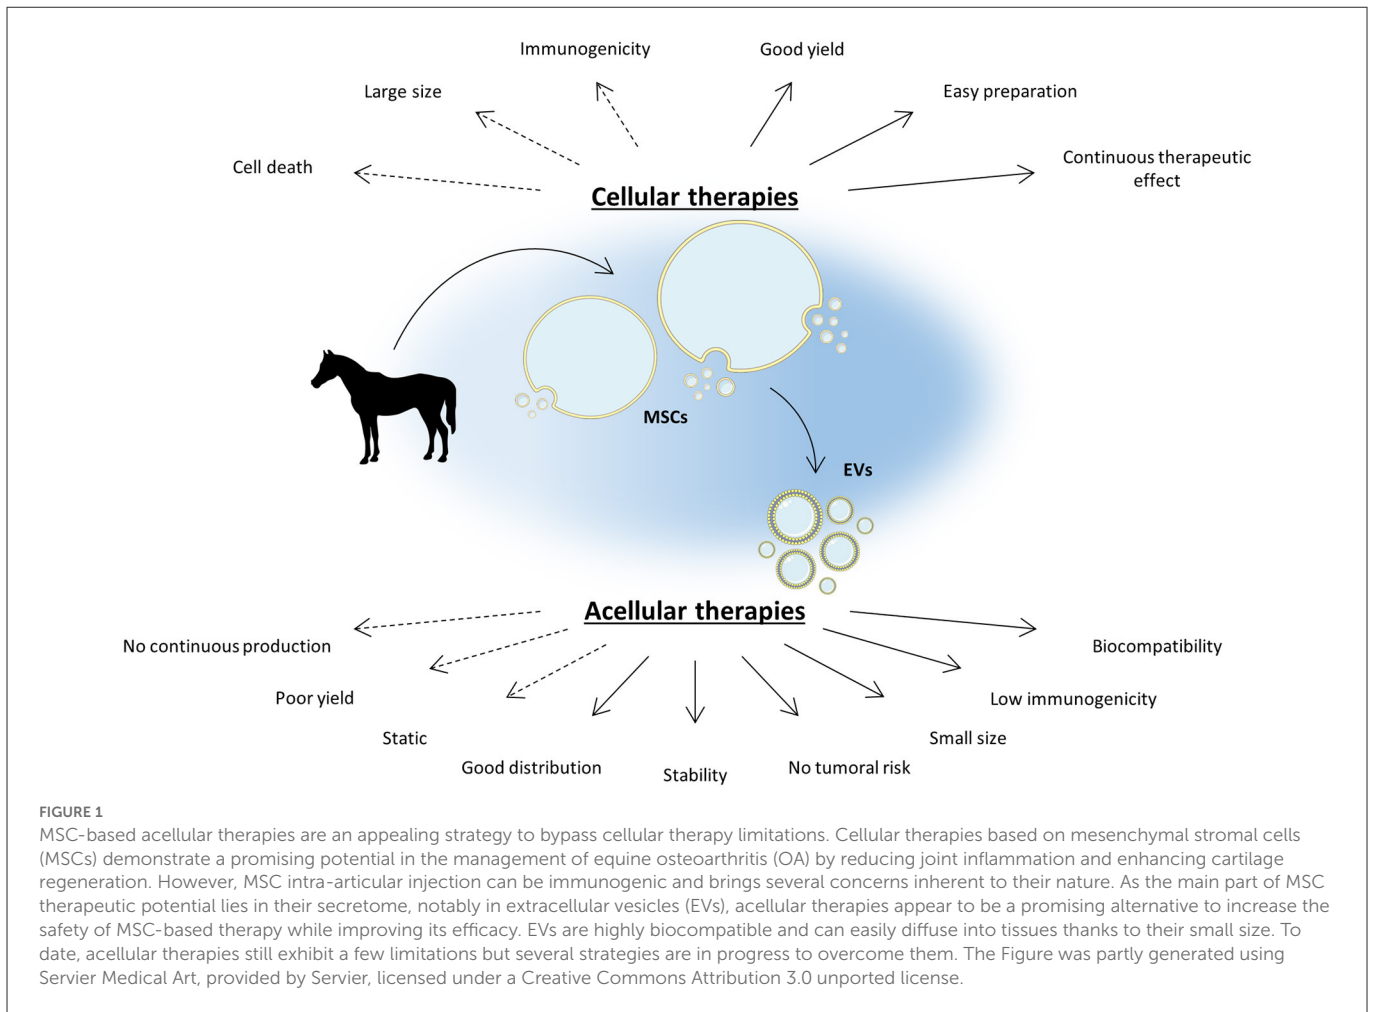 Immunogenicity
Good yield
Large size
Easy preparation
Cell death
Continuous therapeutic
effect
Cellular therapies
MSCs
EVs
Acellular therapies
No continuous production
Biocompatibility
Poor yield
Low immunogenicity
Static
Small size
Good distribution
Stability
No tumoral risk
FIGURE 1
MSC-based acellular therapies are an appealing strategy to bypass cellular therapy limitations. Cellular therapies based on mesenchymal stromal cells
(MSCs) demonstrate a promising potential in the management of equine osteoarthritis (OA) by reducing joint inflammation and enhancing cartilage
regeneration. However, MSC intra-articular injection can be immunogenic and brings several concerns inherent to their nature. As the main part of MSC
therapeutic potential lies in their secretome, notably in extracellular vesicles (EVs), acellular therapies appear to be a promising alternative to increase the
safety of MSC-based therapy while improving its efficacy. EVs are highly biocompatible and can easily diffuse into tissues thanks to their small size. To
date, acellular therapies still exhibit a few limitations but several strategies are in progress to overcome them. The Figure was partly generated using
Servier Medical Art, provided by Servier, licensed under a Creative Commons Attribution 3.0 unported license.